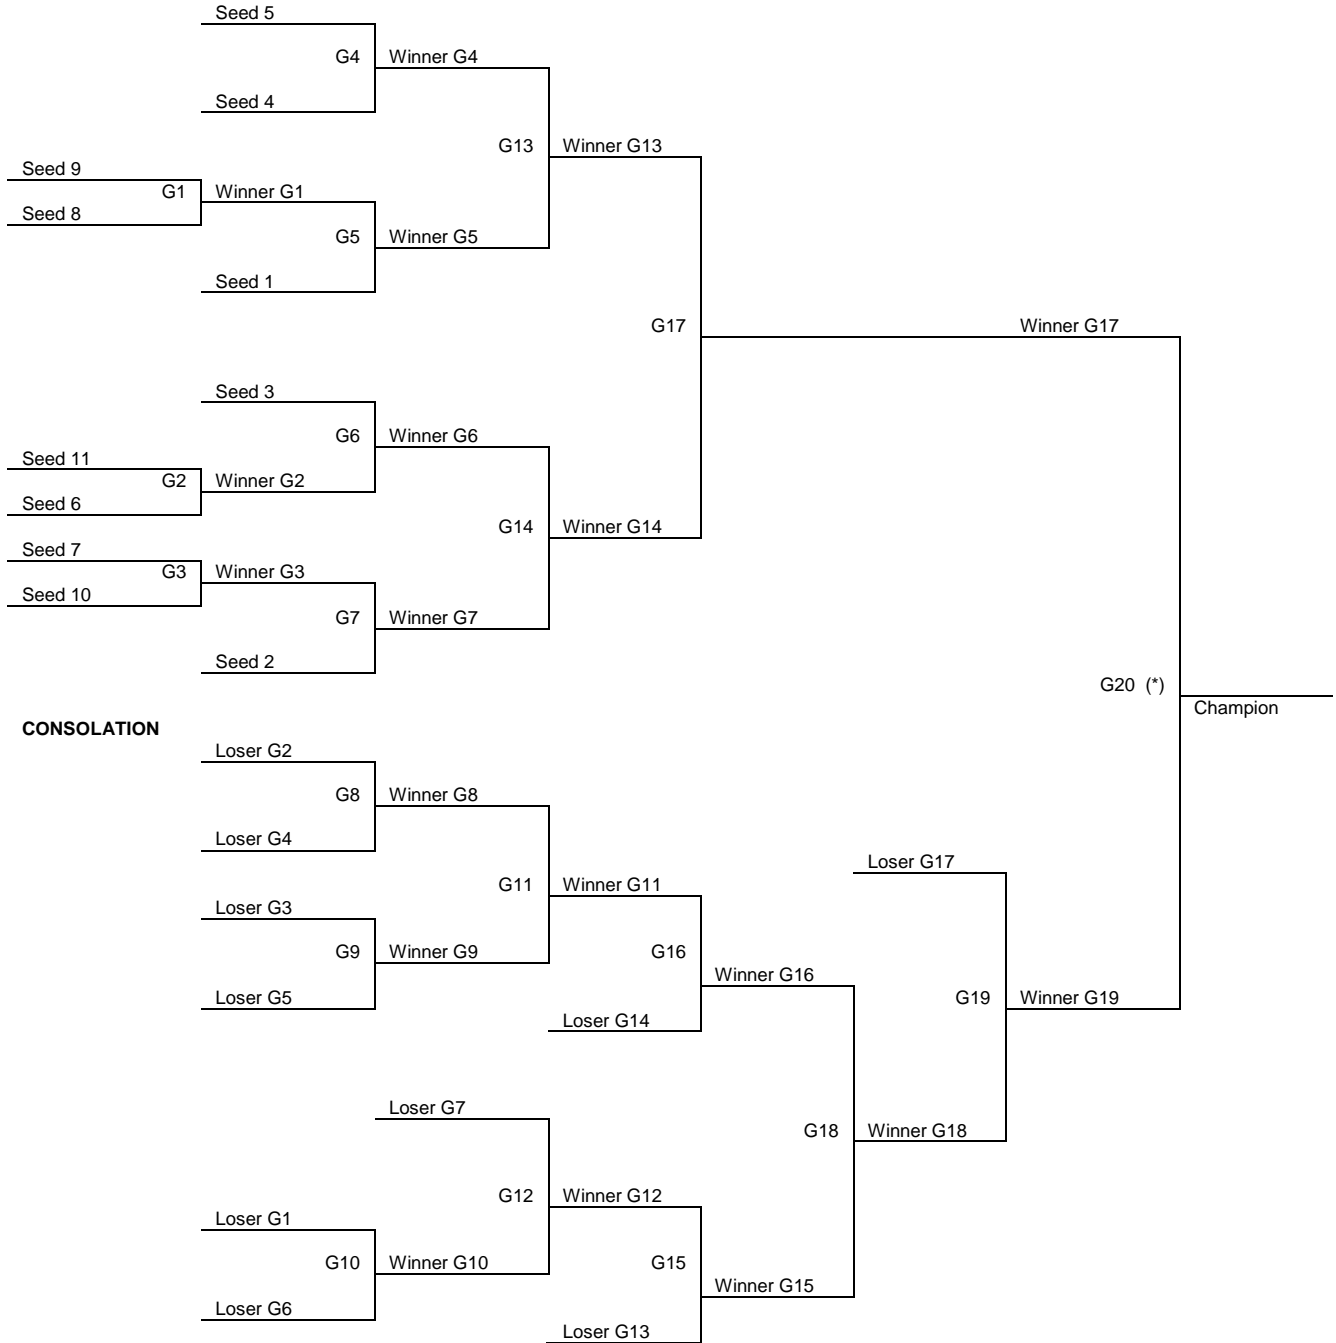 Seed 5
G4 Winner G4
Seed 4
G13 Winner G13
Seed 9
G1 Winner G1
Seed 8
G5 Winner G5
Seed 1
G17 Winner G17
Seed 3
G6 Winner G6
Seed 11
G2 Winner G2
Seed 6
G14 Winner G14
Seed 7
G3 Winner G3
Seed 10
G7 Winner G7
Seed 2
G20 (*)
Champion
CONSOLATION
Loser G2
G8 Winner G8
Loser G4
Loser G17
G11 Winner G11
Loser G3
G9 Winner G9
G16
Winner G16
Loser G5
G19 Winner G19
Loser G14
Loser G7
G18 Winner G18
G12 Winner G12
Loser G1
G10 Winner G10
G15
Winner G15
Loser G6
Loser G13